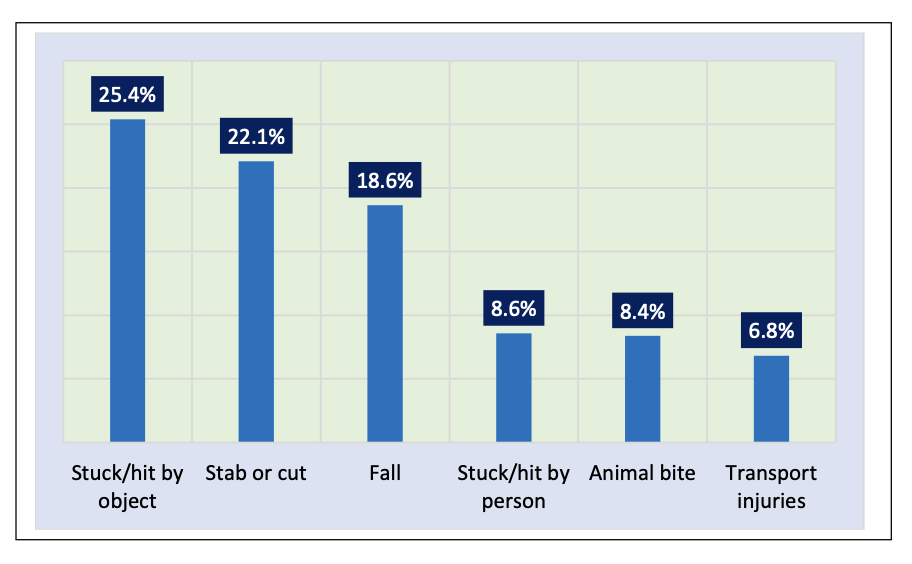 25.4%
22.1%
18.6%
8.6%
8.4%
6.8%
Stuck/hit by object
Stab or cut
Fall
Stuck/hit by person
Animal bite
Transport injuries